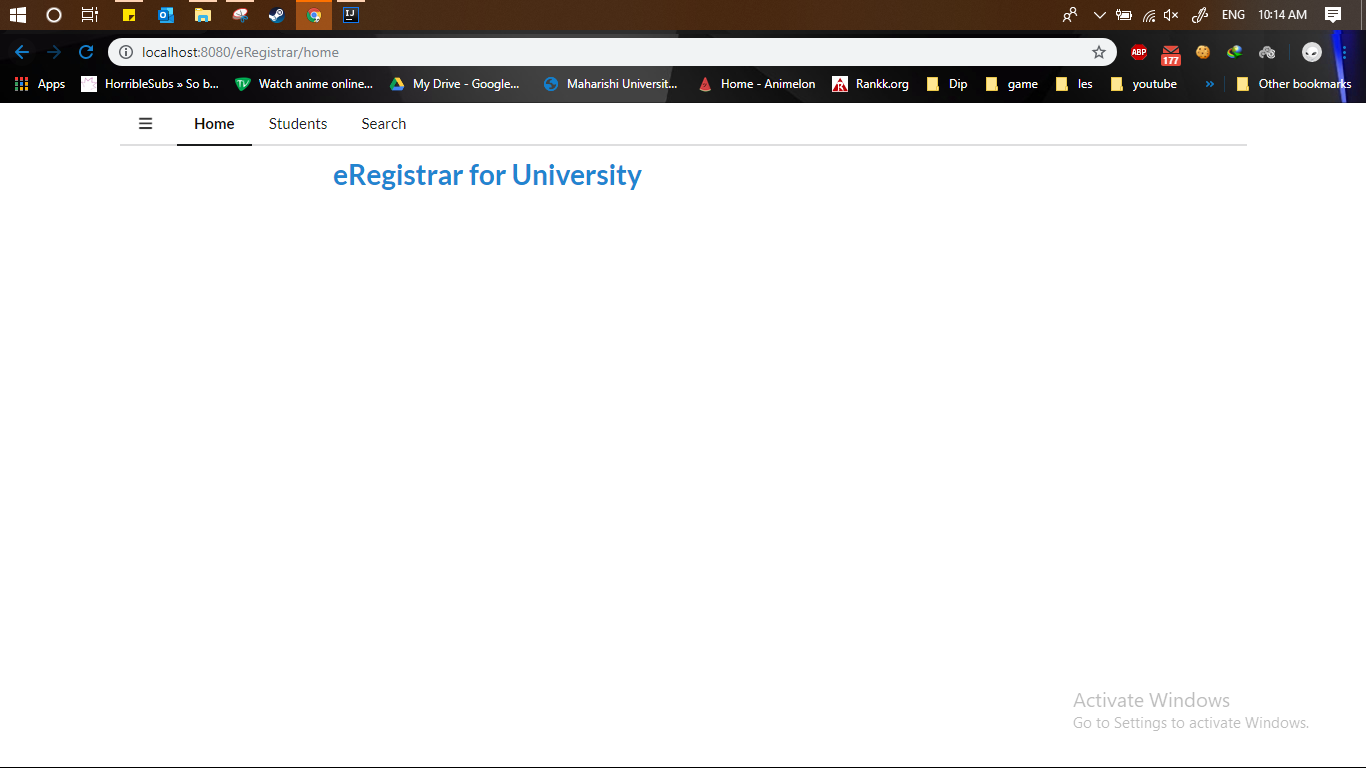 ENG 10:14 AM
localhost:8080/eRegistrar/home
ABP
177
Apps HorribleSubs » So b... Watch anime online... My Drive - Google... Maharishi Universit... Home - Animelon Rankk.org Dip game les youtube » Other bookmarks
Home Students Search
eRegistrar for University
Activate Windows
Go to Settings to activate Windows.